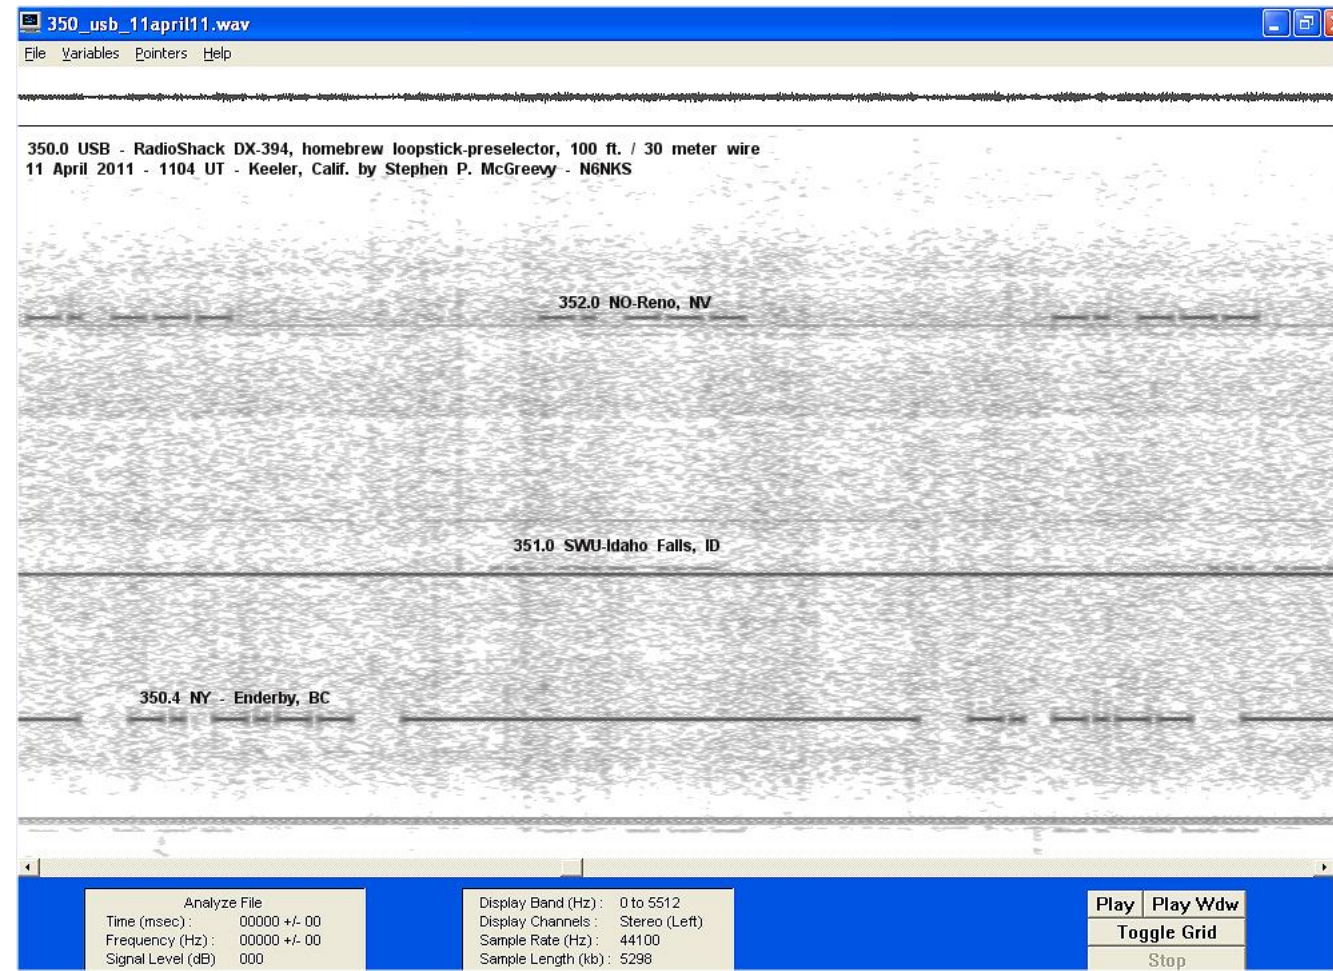 350_usb_11april11.wav
File Variables Pointers Help
350.0 USB - RadioShack DX-394, homebrew loopstick-preselector, 100 ft. / 30 meter wire
11 April 2011 - 1104 UT - Keeler, Calif. by Stephen P. McGreevy - N6NKS
352.0 NO-Reno, NV
351.0 SWU-Idaho Falls, ID
350.4 NY - Enderby, BC
Analyze File
Time (msec) : 00000 +/- 00
Frequency (Hz) : 00000 +/- 00
Signal Level (dB) 000
Display Band (Hz) : 0 to 5512
Display Channels : Stereo (Left)
Sample Rate (Hz) : 44100
Sample Length (kb) : 5298
Play Play Wdw
Toggle Grid
Stop